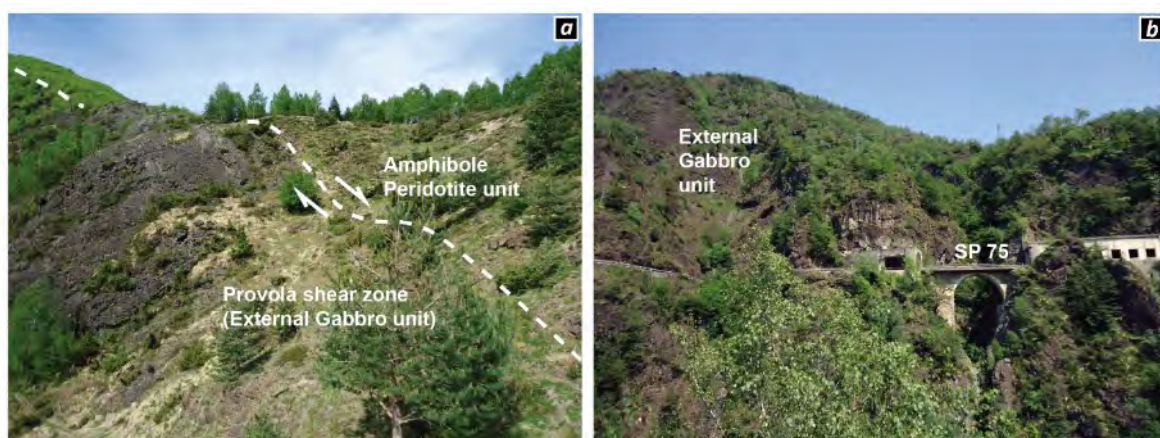 a
Amphibole
Peridotite unit
Provola shear zone
(External Gabbro unit)
b
External
Gabbro
unit
SP 75